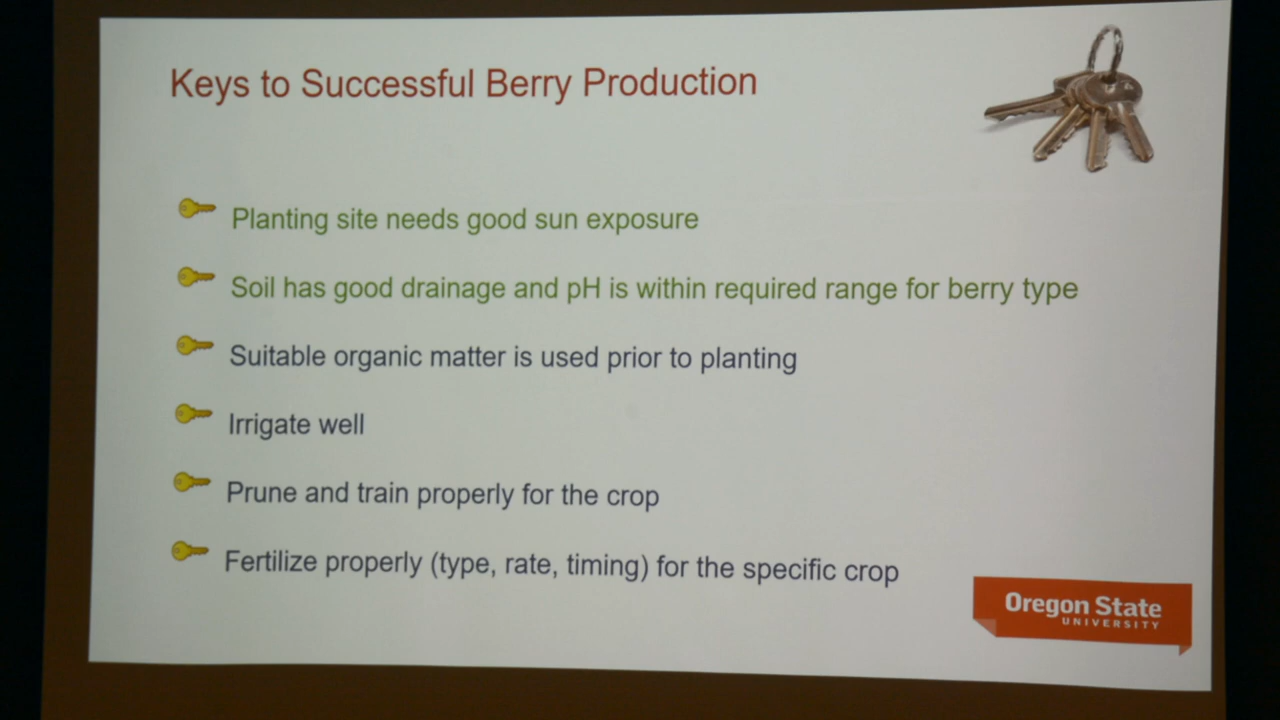 Keys to Successful Berry Production
Planting site needs good sun exposure
Soil has good drainage and pH is within required range for berry type
Suitable organic matter is used prior to planting
Irrigate well
Prune and train properly for the crop
Fertilize properly (type, rate, timing) for the specific crop
Oregon State
UNIVERSITY